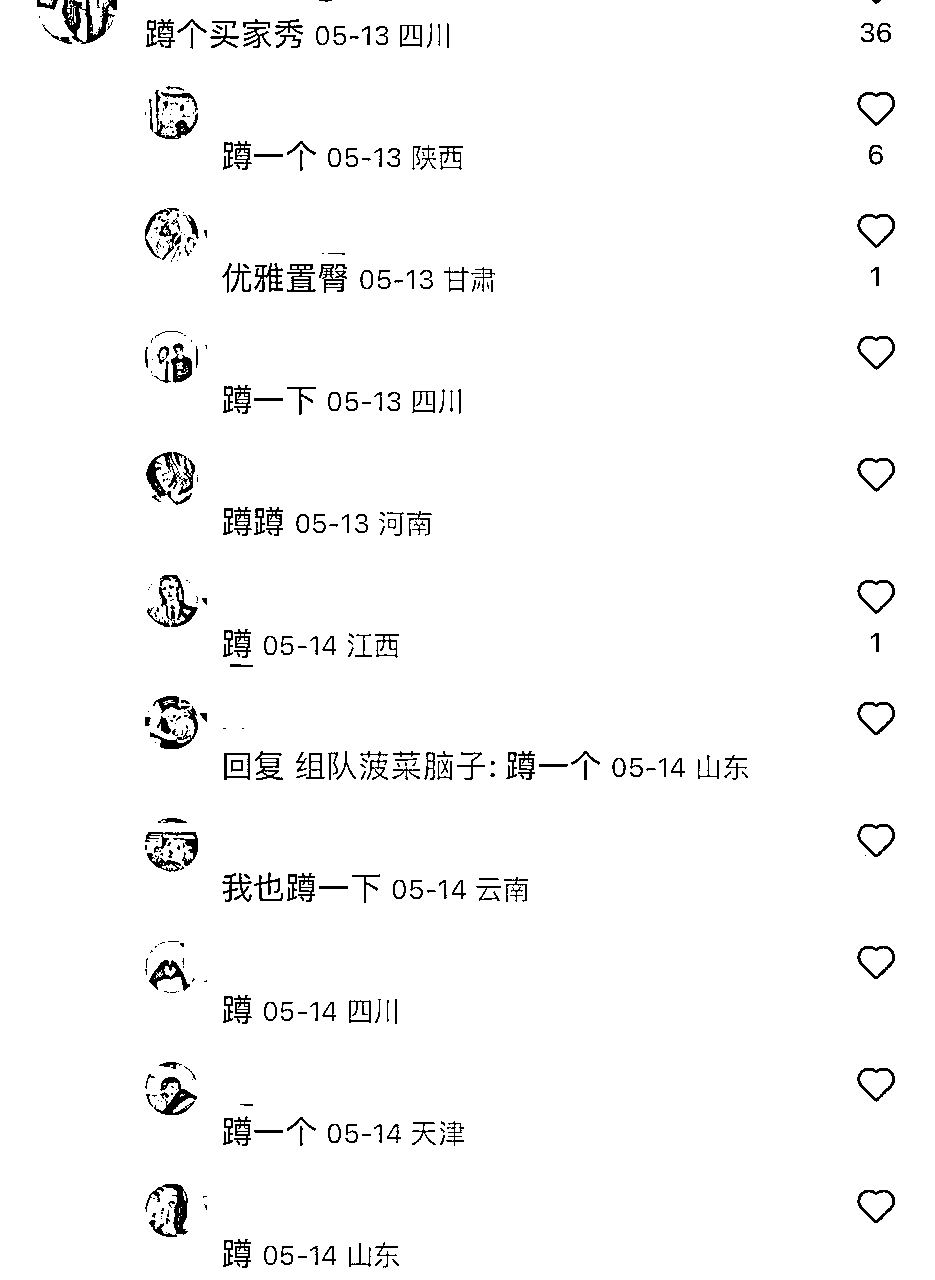 蹲个买家秀 05-13 四川
36
蹲一个 05-13 陕西
6
优雅置臀 05-13 甘肃
1
蹲一下 05-13 四川
蹲蹲 05-13 河南
蹲 05-14 江西
1
回复 组队菠菜脑子: 蹲一个 05-14 山东
我也蹲一下 05-14 云南
蹲 05-14 四川
蹲一个 05-14 天津
蹲 05-14 山东